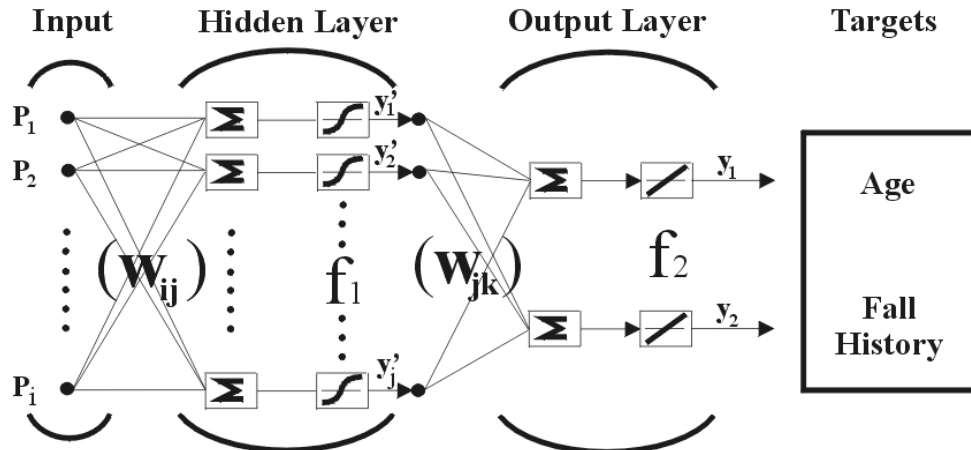 Input Hidden Layer Output Layer Targets
P1 Σ y1'
P2 Σ y2'
Σ y1 Age
(Wij) f1 (Wjk) f2
Σ y2 Fall
History
Pi Σ yj'